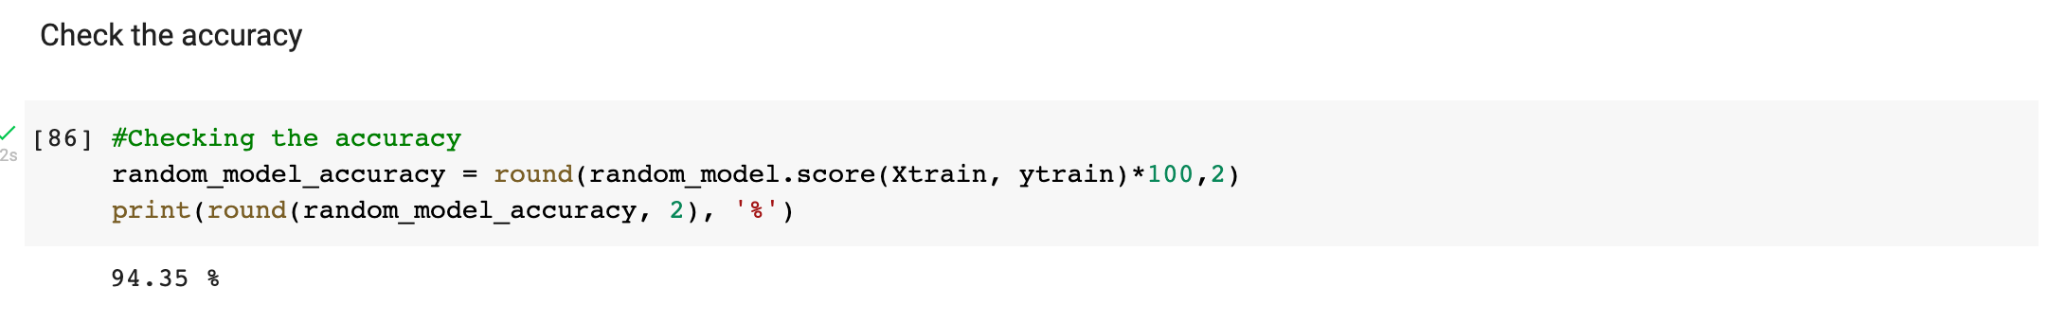 Check the accuracy
[86] #Checking the accuracy
2s
random_model_accuracy = round(random_model.score(Xtrain, ytrain)*100,2)
print(round(random_model_accuracy, 2), '%')
94.35 %